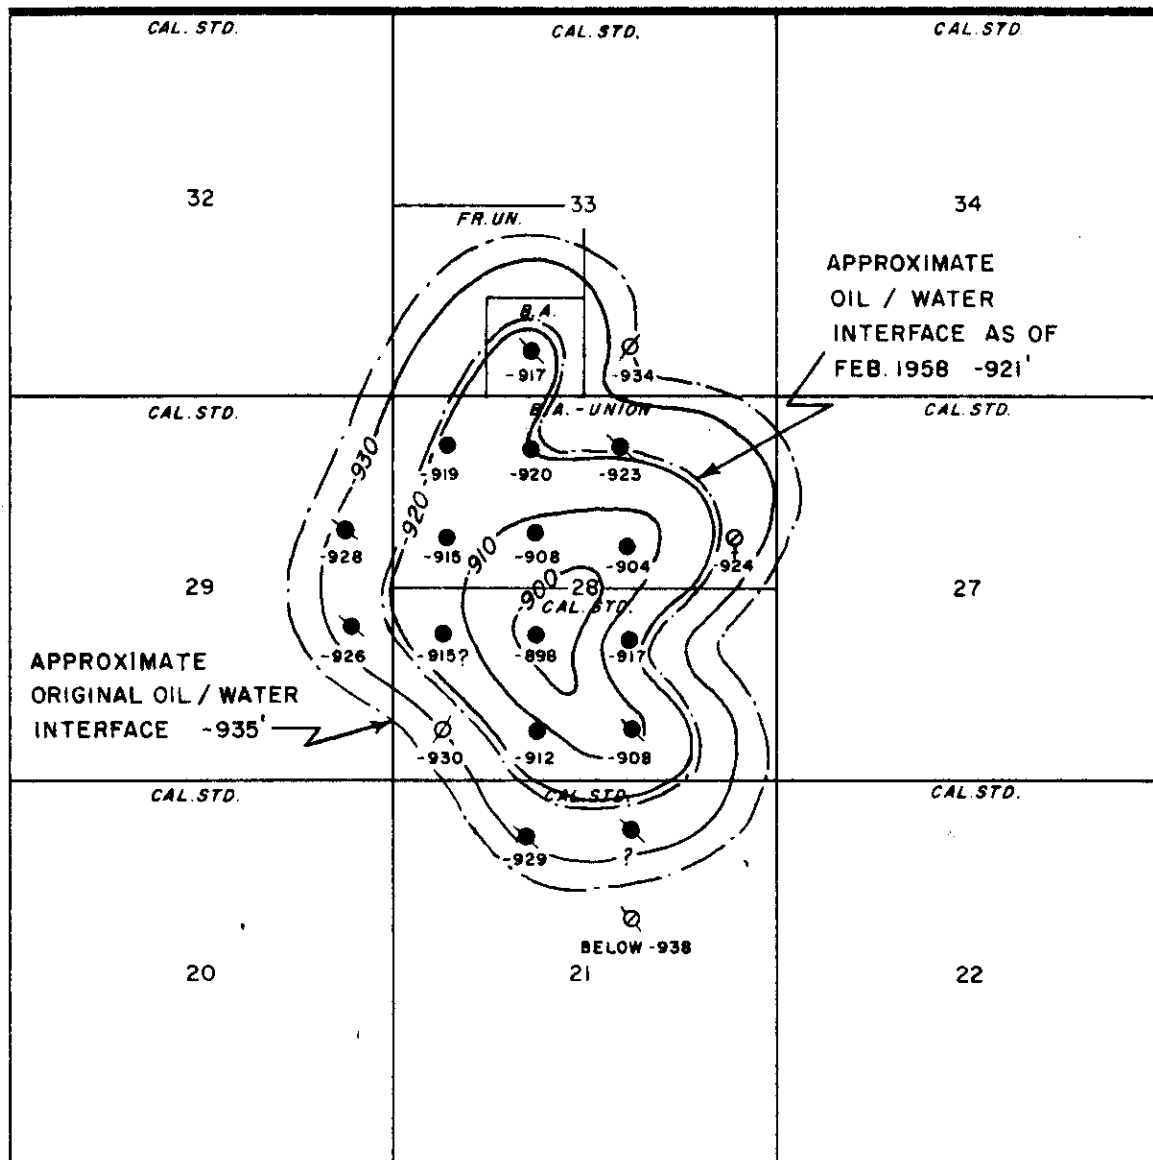 CAL. STD.
CAL. STD.
CAL. STD.
32
33
34
FR. UN.
APPROXIMATE
OIL / WATER
INTERFACE AS OF
FEB. 1958 -921'
B. A.
-917
-934
CAL. STD.
B. A. - UNION
CAL. STD.
-930
-919
-920
-923
-920
-928
-915
-910
-908
-904
-924
29
-900
28
27
CAL. STD.
-926
-915?
-898
-917
APPROXIMATE
ORIGINAL OIL / WATER
INTERFACE -935'
-930
-912
-908
CAL. STD.
CAL. STD.
CAL. STD.
-929
?
BELOW -938
20
21
22